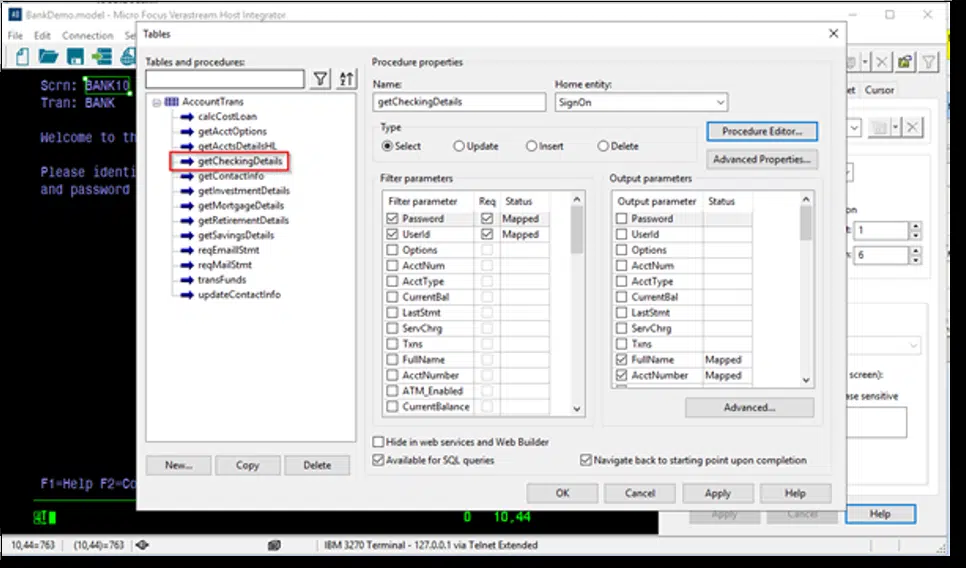 BankDemo.model - Micro Focus Verastream Host Integrator
File Edit Connection Se
Tables
Scrn: BANK10
Tran: BANK
Welcome to th
Please identi
and password
F1=Help F2=Co
0 10,44
Tables and procedures:
AccountTrans
calcCostLoan
getAcctOptions
getAcctsDetailsHL
getCheckingDetails
getContactInfo
getInvestmentDetails
getMortgageDetails
getRetirementDetails
getSavingsDetails
reqEmailStmt
reqMailStmt
transFunds
updateContactInfo
New... Copy Delete
Procedure properties
Name: Home entity:
getCheckingDetails SignOn
Type
Select Update Insert Delete
Procedure Editor...
Advanced Properties...
Filter parameters
Filter parameter Req Status
Password Mapped
UserId Mapped
Options
AcctNum
AcctType
CurrentBal
LastStmt
ServChrg
Txns
FullName
AcctNumber
ATM_Enabled
CurrentBalance
Output parameters
Output parameter Status
Password
UserId
Options
AcctNum
AcctType
CurrentBal
LastStmt
ServChrg
Txns
FullName Mapped
AcctNumber Mapped
Advanced...
Hide in web services and Web Builder
Available for SQL queries
Navigate back to starting point upon completion
OK Cancel Apply Help
Cursor
1
6
screen):
ase sensitive
Apply Cancel Help
10,44=763 (10,44)=763 IBM 3270 Terminal - 127.0.0.1 via Telnet Extended